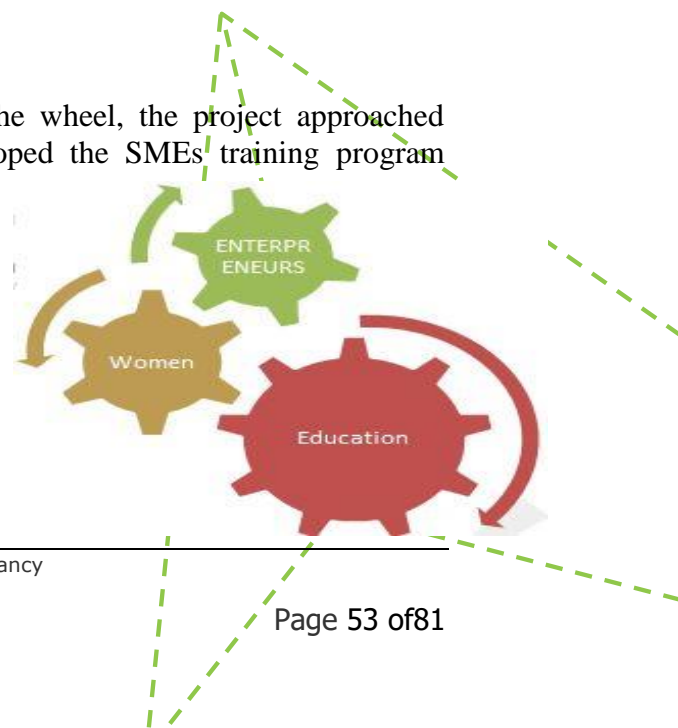 he wheel, the project approached
oped the SMEs training program
ENTERPR
ENEURS
Women
Education
ancy
Page 53 of81